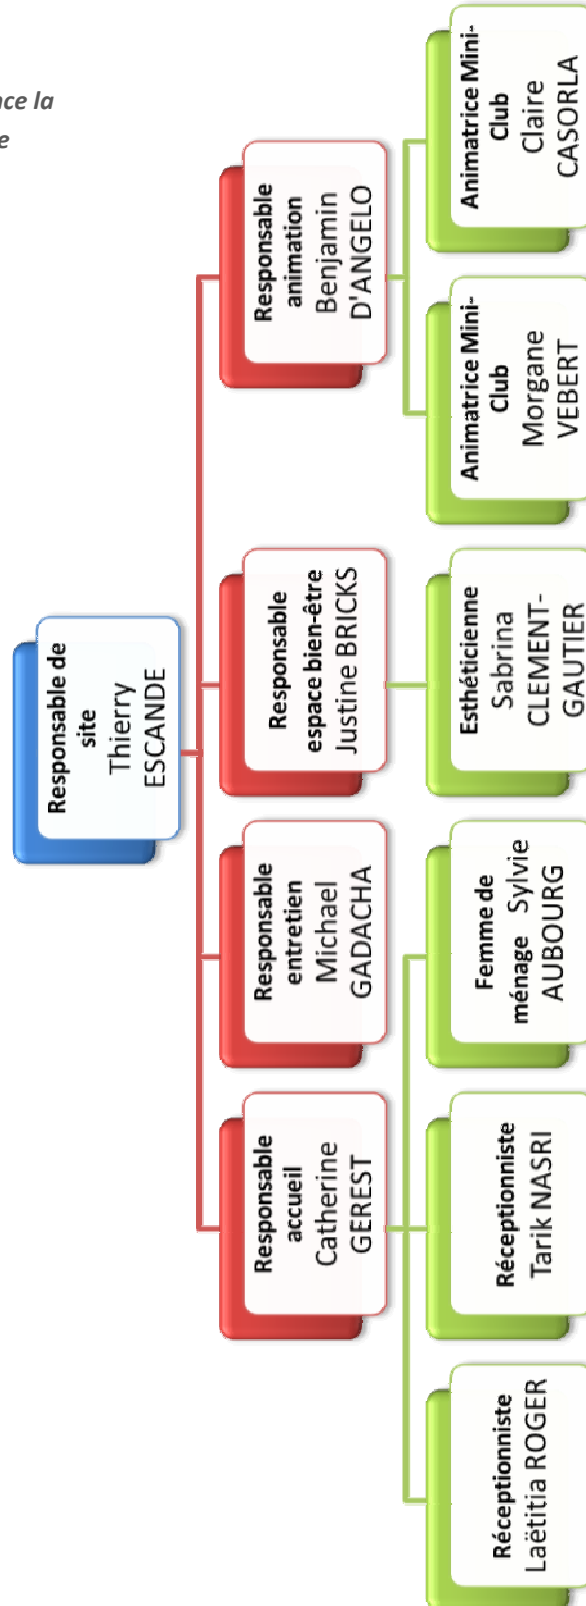 nce la
e
Responsable de
site
Thierry
ESCANDE
Responsable
accueil
Catherine
GEREST
Responsable
entretien
Michael
GADACHA
Responsable
espace bien-être
Justine BRICKS
Responsable
animation
Benjamin
D'ANGELO
Réceptionniste
Laëtitia ROGER
Réceptionniste
Tarik NASRI
Femme de
ménage Sylvie
AUBOURG
Esthéticienne
Sabrina
CLEMENT-
GAUTIER
Animatrice Mini-
Club
Morgane
VEBERT
Animatrice Mini-
Club
Claire
CASORLA